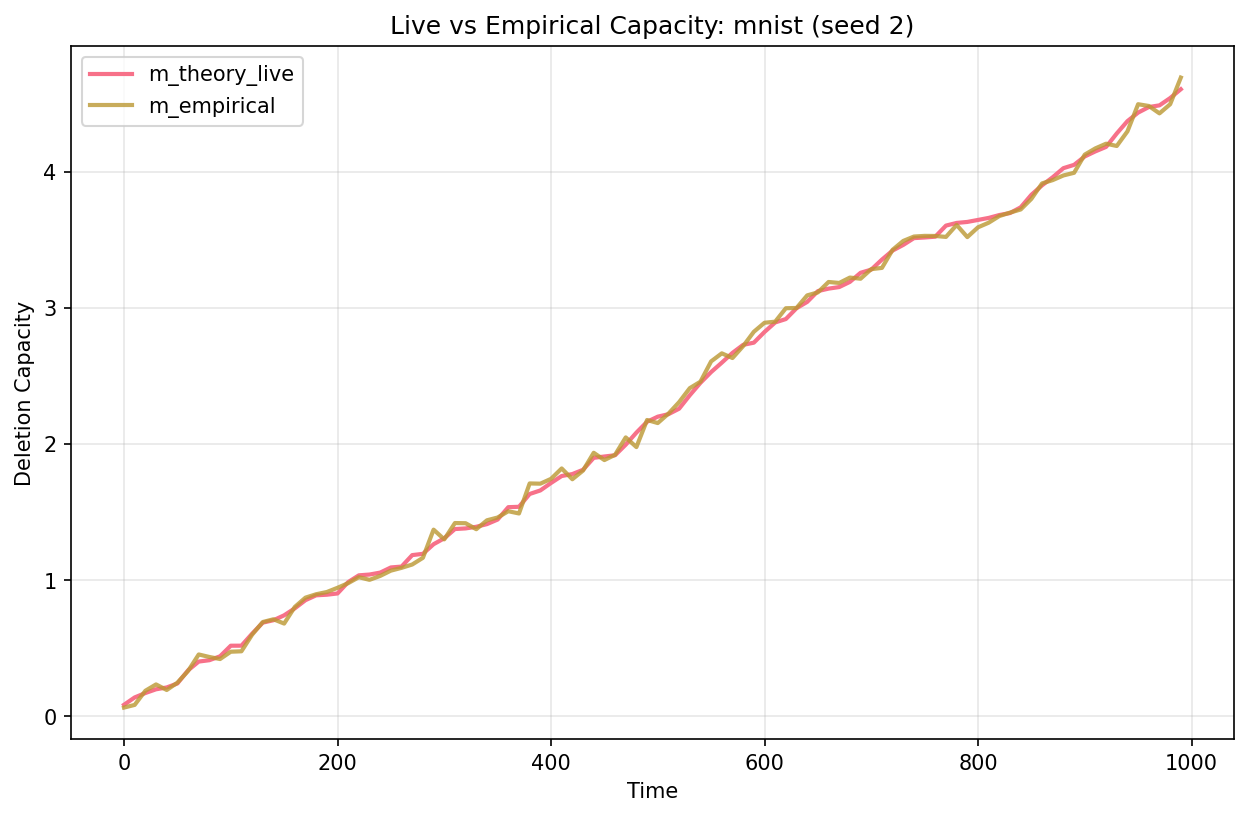 Live vs Empirical Capacity: mnist (seed 2)
m_theory_live
m_empirical
Deletion Capacity
4
3
2
1
0
0 200 400 600 800 1000
Time